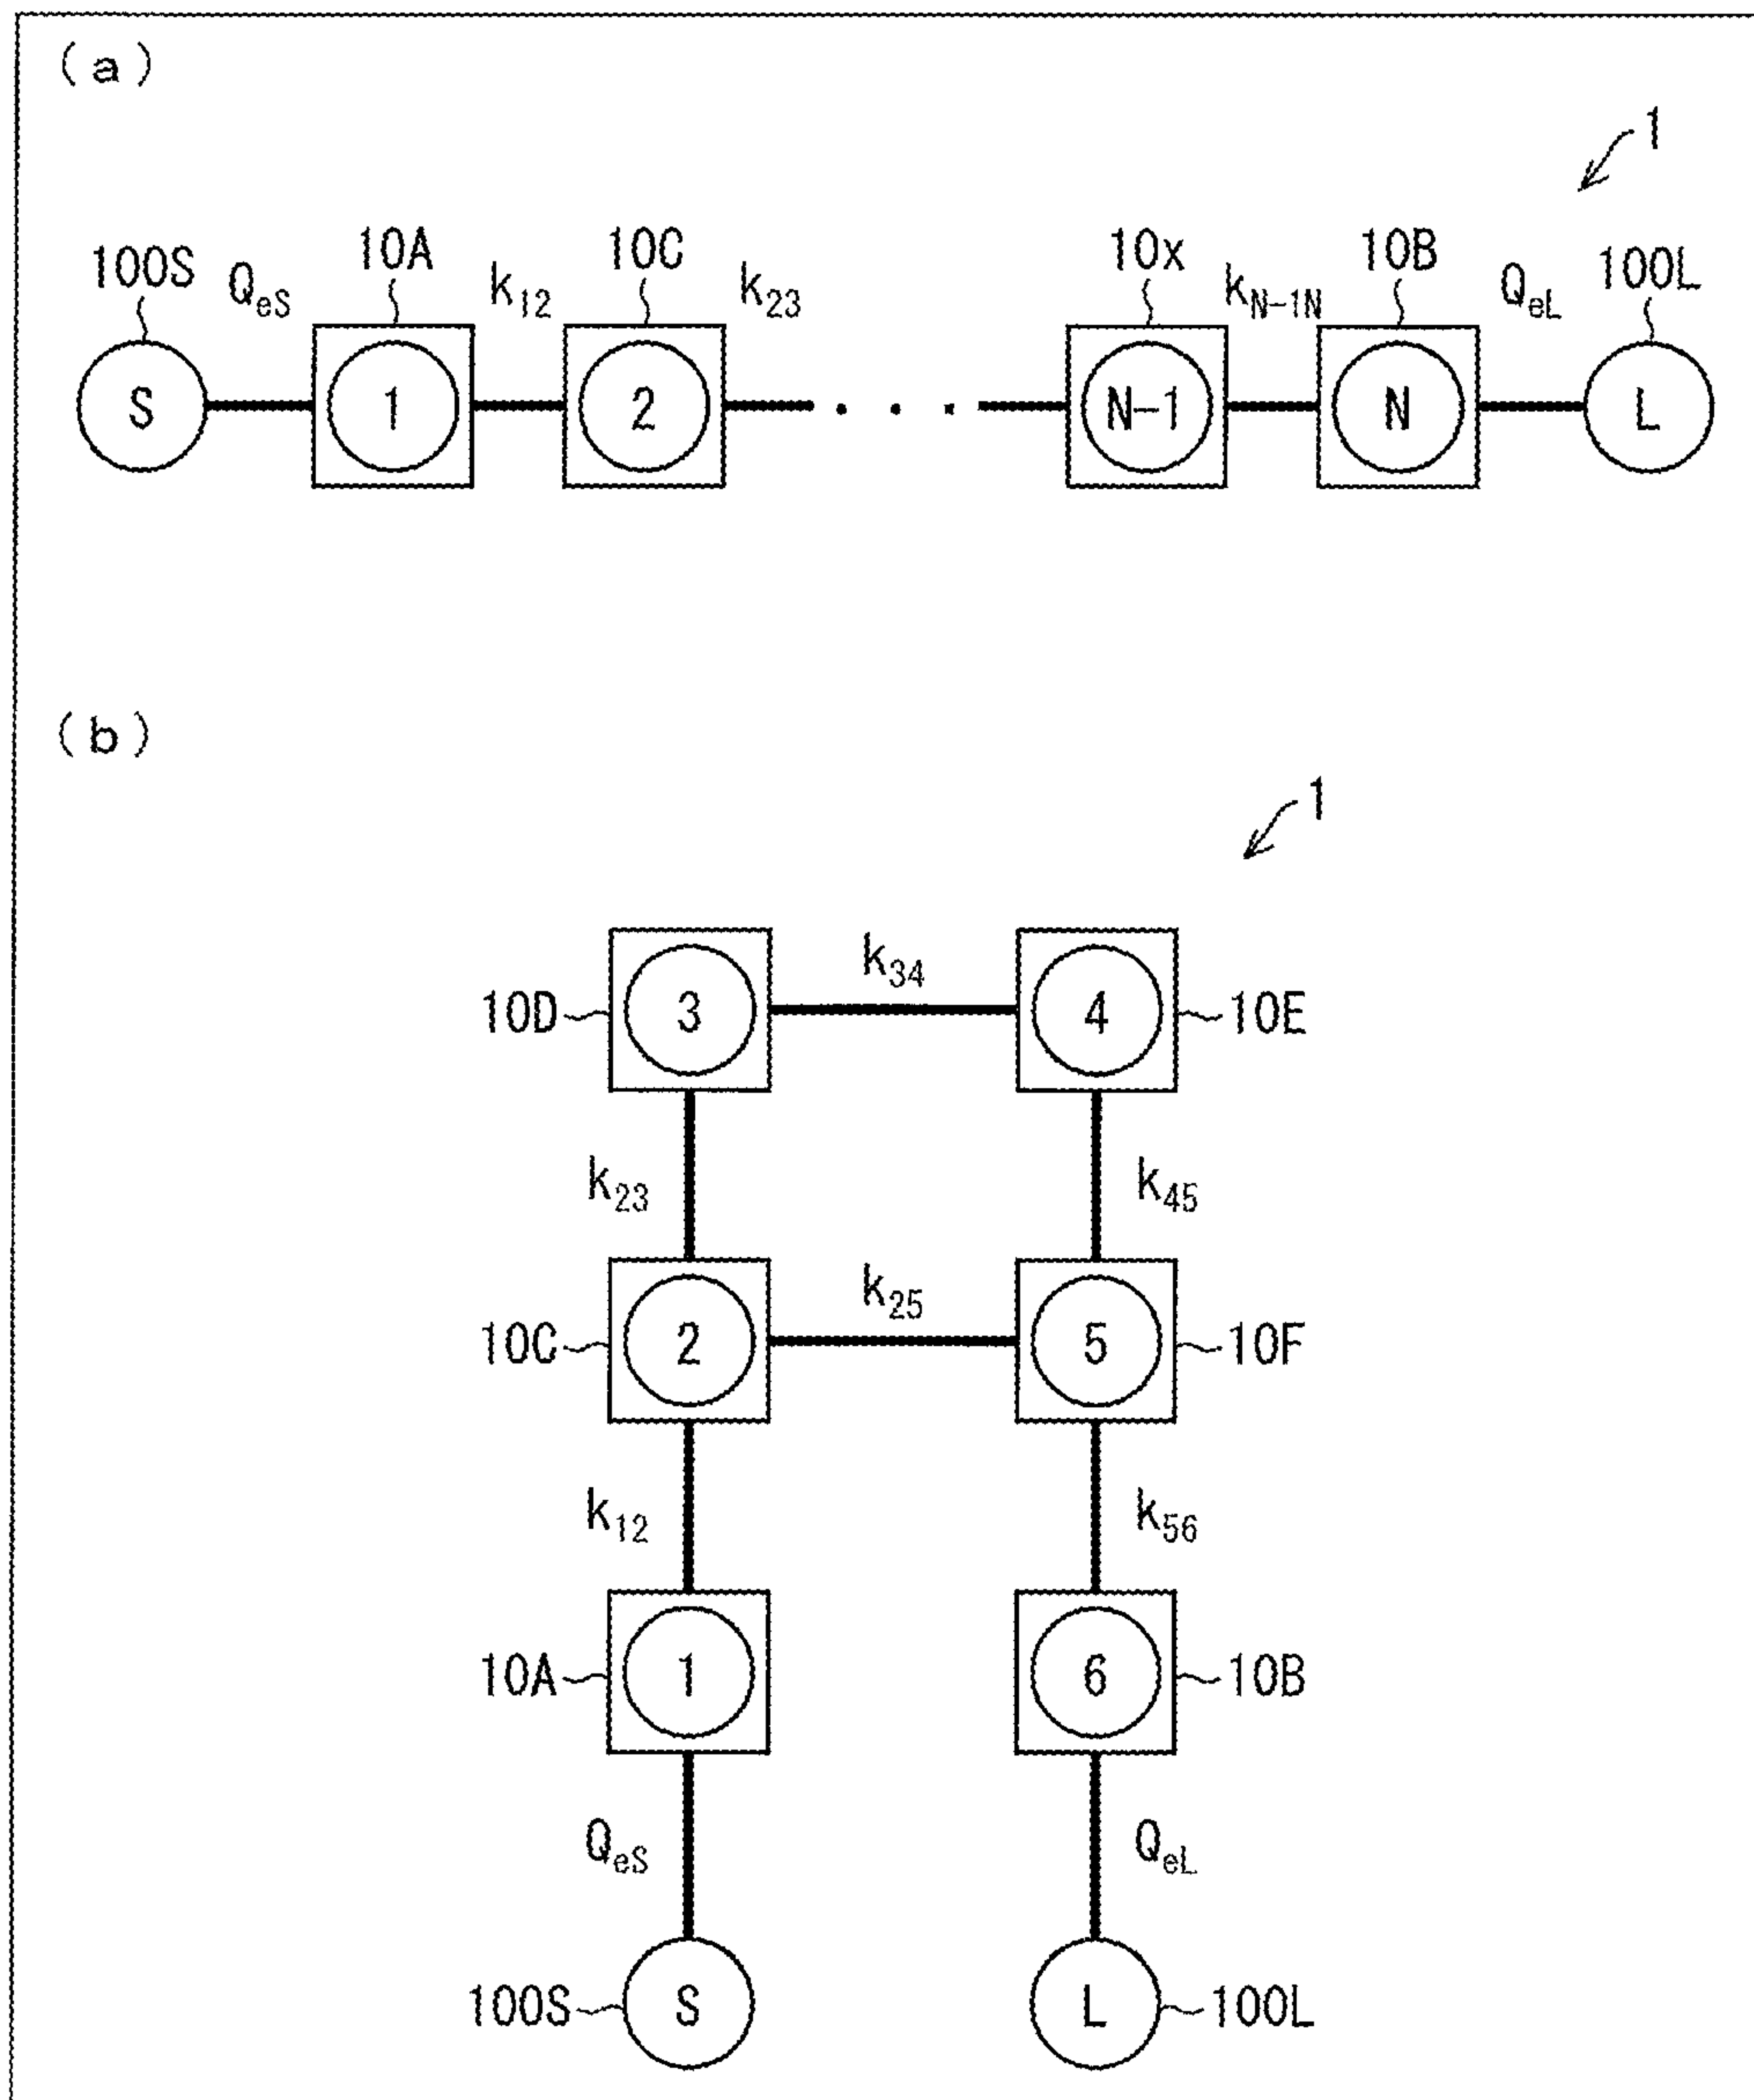 (a)
1
100S QeS 10A k12 10C k23 10x kN-1N 10B QeL 100L
S 1 2 · · · N-1 N L
(b)
1
k34
10D 3 4 10E
k23 k45
k25
10C 2 5 10F
k12 k56
10A 1 6 10B
QeS QeL
100S S L 100L